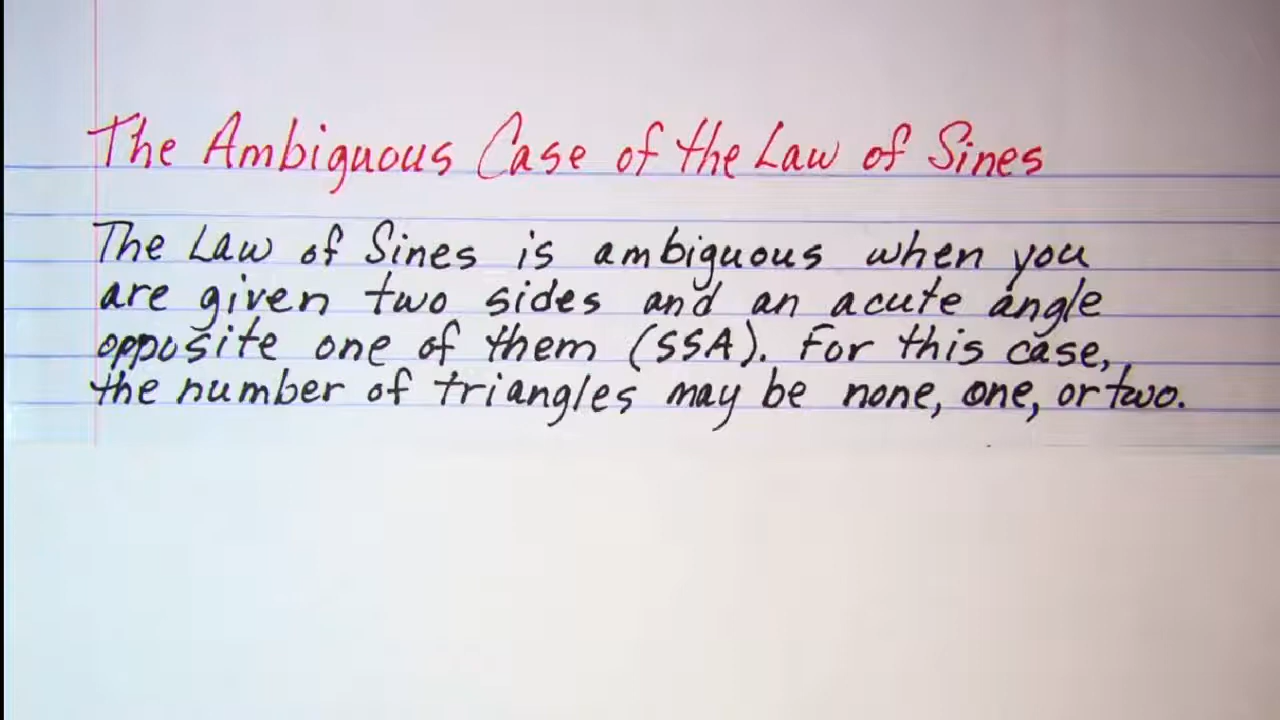 The Ambiguous Case of the Law of Sines
The Law of Sines is ambiguous when you
are given two sides and an acute angle
opposite one of them (SSA). For this case,
the number of triangles may be none, one, or two.